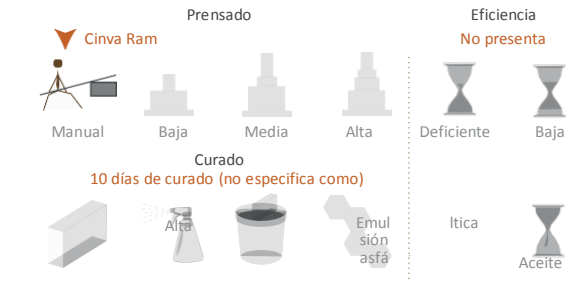 Prensado
Eficiencia
Cinva Ram
No presenta
Manual
Baja
Media
Alta
Deficiente
Baja
Curado
10 días de curado (no especifica como)
Alta
Emul
sión
asfá
ltica
Aceite